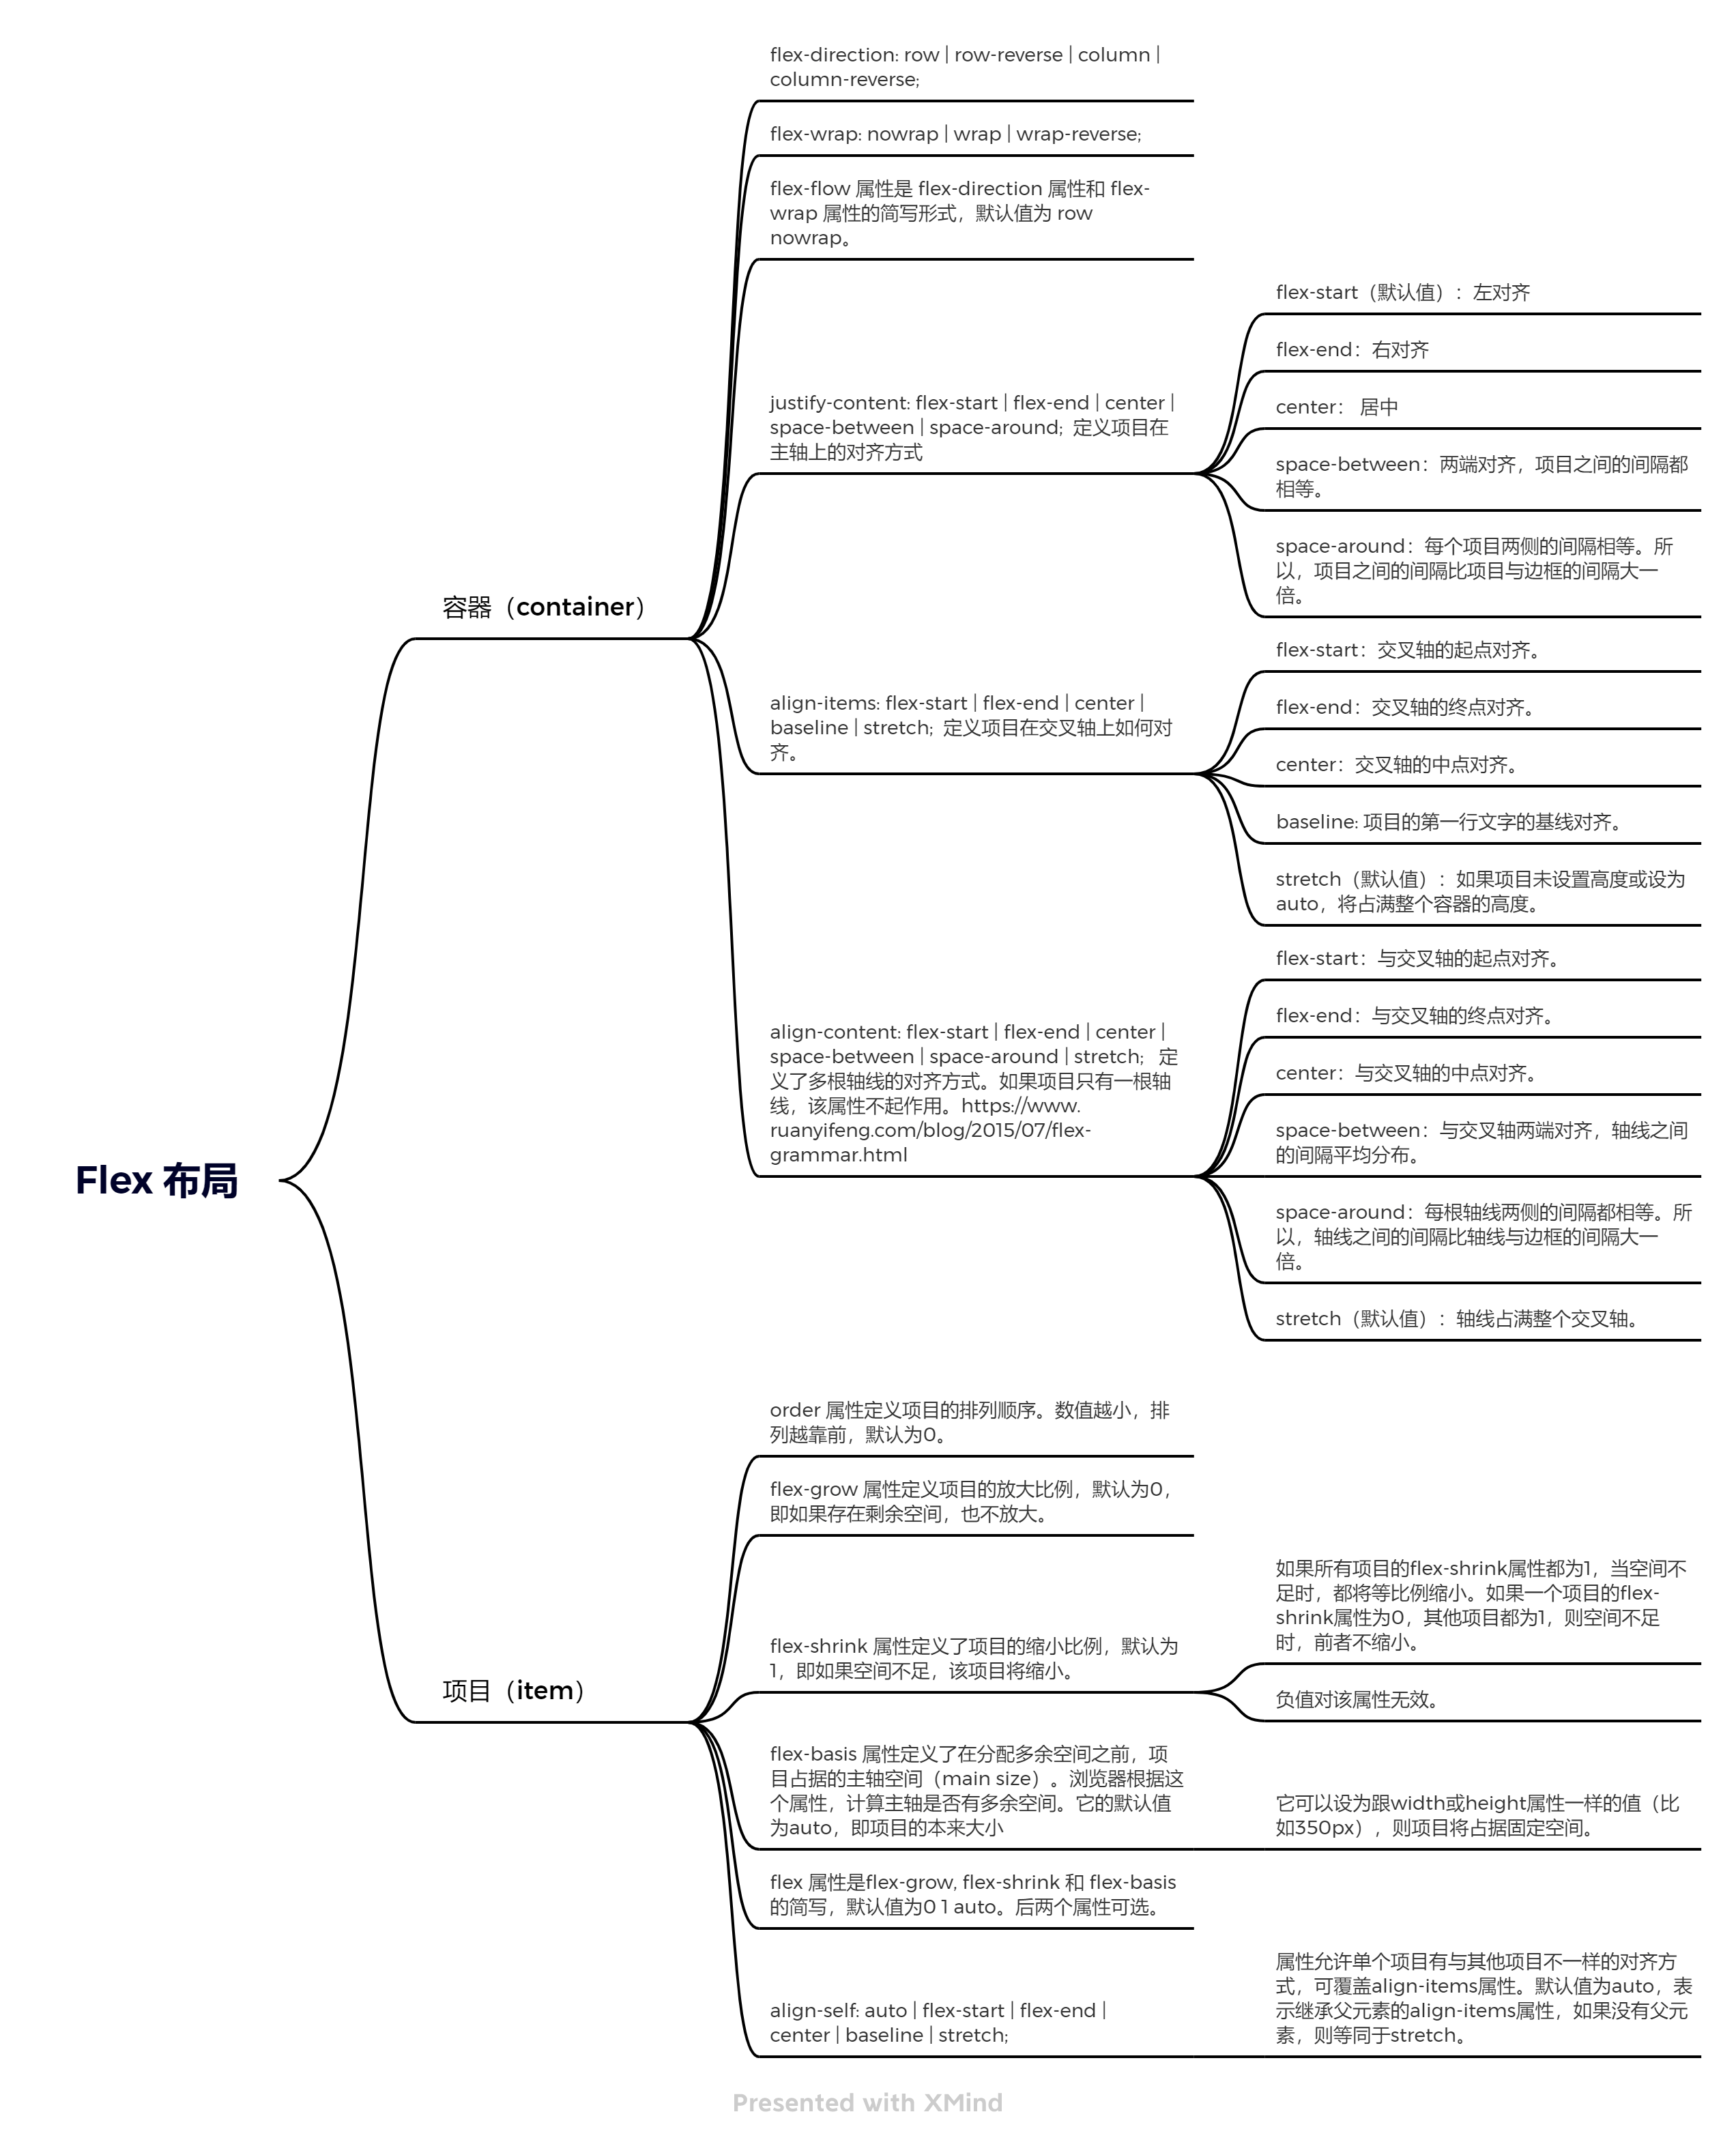 Flex 布局
容器（container）
flex-direction: row | row-reverse | column |
column-reverse;
flex-wrap: nowrap | wrap | wrap-reverse;
flex-flow 属性是 flex-direction 属性和 flex-
wrap 属性的简写形式，默认值为 row
nowrap。
justify-content: flex-start | flex-end | center |
space-between | space-around;  定义项目在
主轴上的对齐方式
flex-start（默认值）：左对齐
flex-end：右对齐
center： 居中
space-between：两端对齐，项目之间的间隔都
相等。
space-around：每个项目两侧的间隔相等。所
以，项目之间的间隔比项目与边框的间隔大一
倍。
align-items: flex-start | flex-end | center |
baseline | stretch;  定义项目在交叉轴上如何对
齐。
flex-start：交叉轴的起点对齐。
flex-end：交叉轴的终点对齐。
center：交叉轴的中点对齐。
baseline: 项目的第一行文字的基线对齐。
stretch（默认值）：如果项目未设置高度或设为
auto，将占满整个容器的高度。
align-content: flex-start | flex-end | center |
space-between | space-around | stretch;   定
义了多根轴线的对齐方式。如果项目只有一根轴
线，该属性不起作用。https://www.
ruanyifeng.com/blog/2015/07/flex-
grammar.html
flex-start：与交叉轴的起点对齐。
flex-end：与交叉轴的终点对齐。
center：与交叉轴的中点对齐。
space-between：与交叉轴两端对齐，轴线之间
的间隔平均分布。
space-around：每根轴线两侧的间隔都相等。所
以，轴线之间的间隔比轴线与边框的间隔大一
倍。
stretch（默认值）：轴线占满整个交叉轴。
项目（item）
order 属性定义项目的排列顺序。数值越小，排
列越靠前，默认为0。
flex-grow 属性定义项目的放大比例，默认为0，
即如果存在剩余空间，也不放大。
flex-shrink 属性定义了项目的缩小比例，默认为
1，即如果空间不足，该项目将缩小。
如果所有项目的flex-shrink属性都为1，当空间不
足时，都将等比例缩小。如果一个项目的flex-
shrink属性为0，其他项目都为1，则空间不足
时，前者不缩小。
负值对该属性无效。
flex-basis 属性定义了在分配多余空间之前，项
目占据的主轴空间（main size）。浏览器根据这
个属性，计算主轴是否有多余空间。它的默认值
为auto，即项目的本来大小
它可以设为跟width或height属性一样的值（比
如350px），则项目将占据固定空间。
flex 属性是flex-grow, flex-shrink 和 flex-basis
的简写，默认值为0 1 auto。后两个属性可选。
align-self: auto | flex-start | flex-end |
center | baseline | stretch;
属性允许单个项目有与其他项目不一样的对齐方
式，可覆盖align-items属性。默认值为auto，表
示继承父元素的align-items属性，如果没有父元
素，则等同于stretch。
Presented with XMind